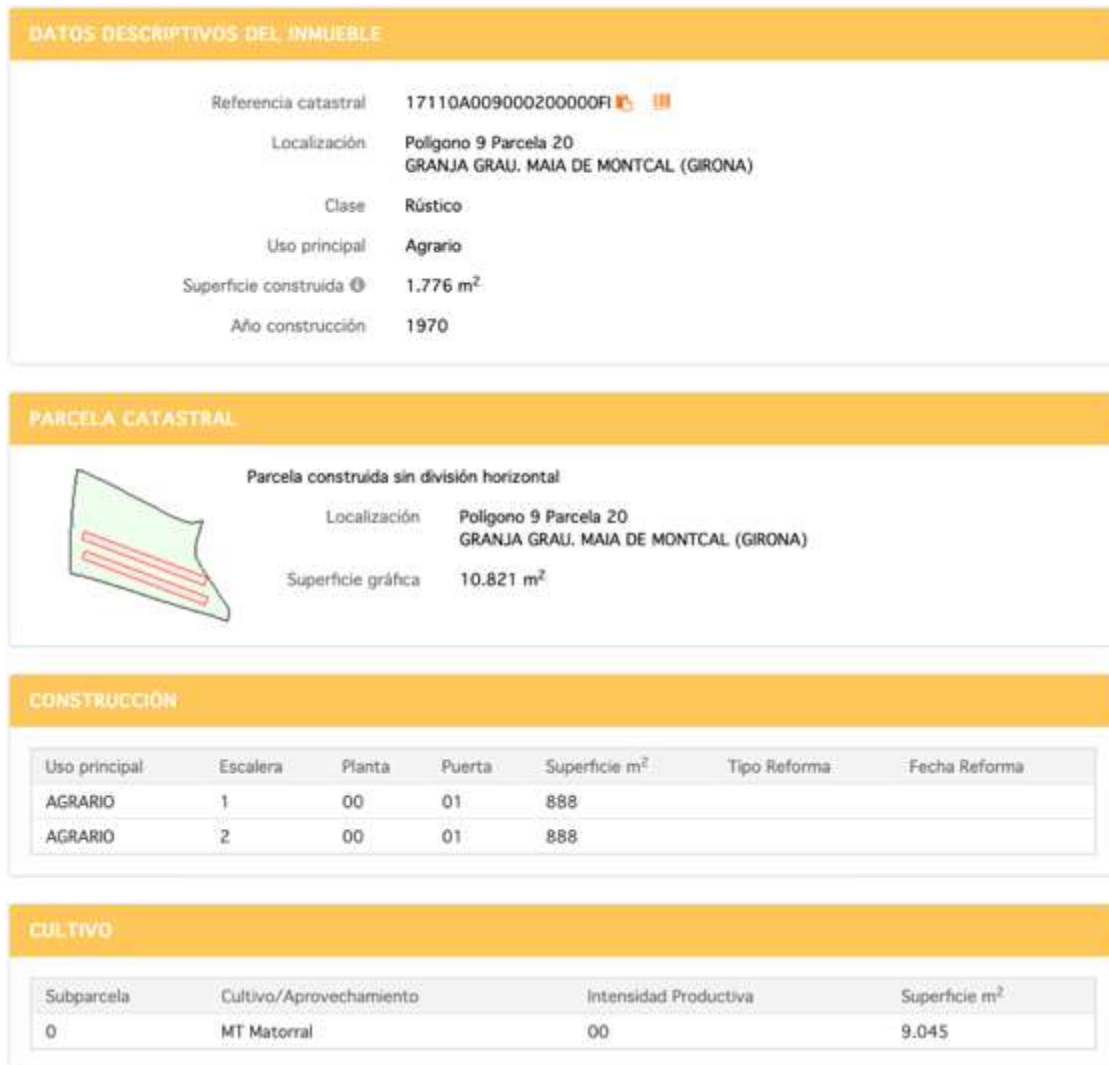 DATOS DESCRIPTIVOS DEL INMUEBLE
Referencia catastral 17110A009000200000FI
Localización Polígono 9 Parcela 20
GRANJA GRAU. MAIA DE MONTCAL (GIRONA)
Clase Rústico
Uso principal Agrario
Superficie construida 1.776 m²
Año construcción 1970
PARCELA CATASTRAL
Parcela construida sin división horizontal
Localización Polígono 9 Parcela 20
GRANJA GRAU. MAIA DE MONTCAL (GIRONA)
Superficie gráfica 10.821 m²
CONSTRUCCIÓN
Uso principal Escalera Planta Puerta Superficie m² Tipo Reforma Fecha Reforma
AGRARIO 1 00 01 888
AGRARIO 2 00 01 888
CULTIVO
Subparcela Cultivo/Aprovechamiento Intensidad Productiva Superficie m²
0 MT Matorral 00 9.045